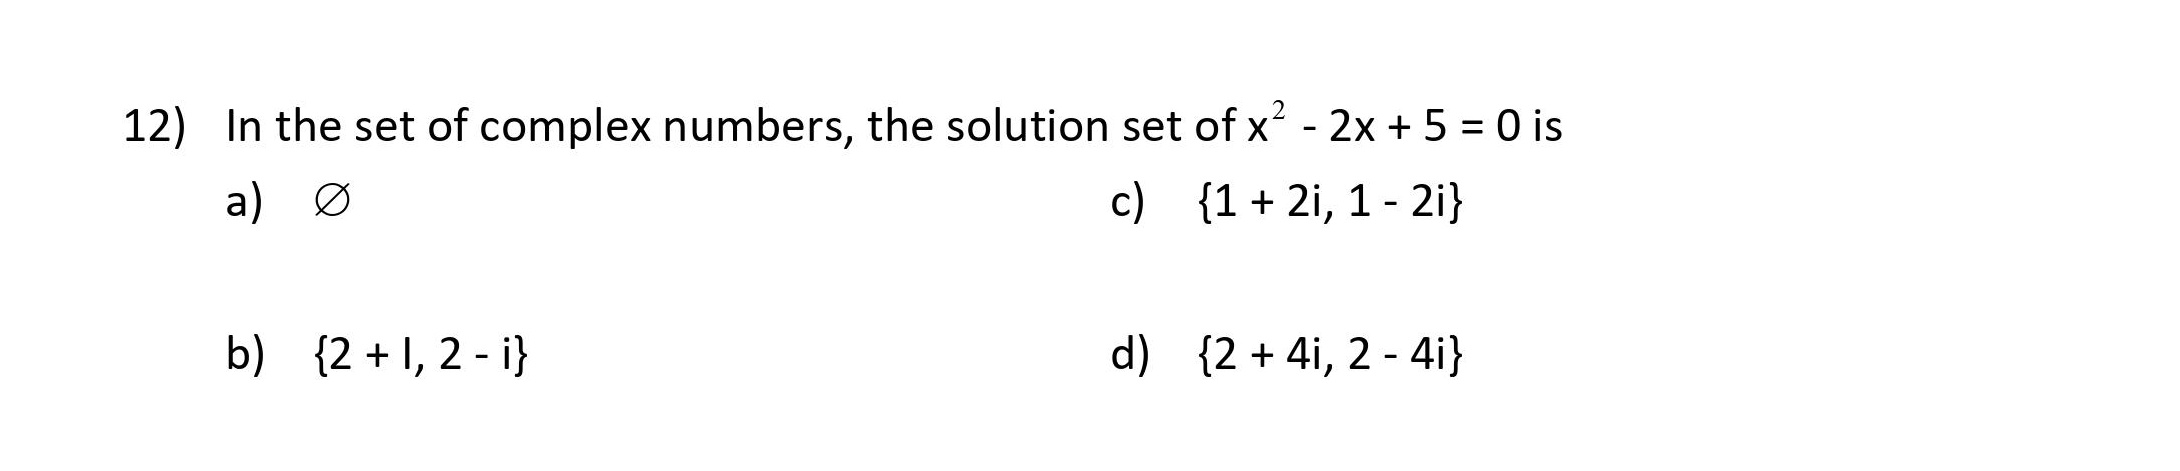 12) In the set of complex numbers, the solution set of x² - 2x + 5 = 0 is
a) ∅ c) {1 + 2i, 1 - 2i}
b) {2 + I, 2 - i} d) {2 + 4i, 2 - 4i}